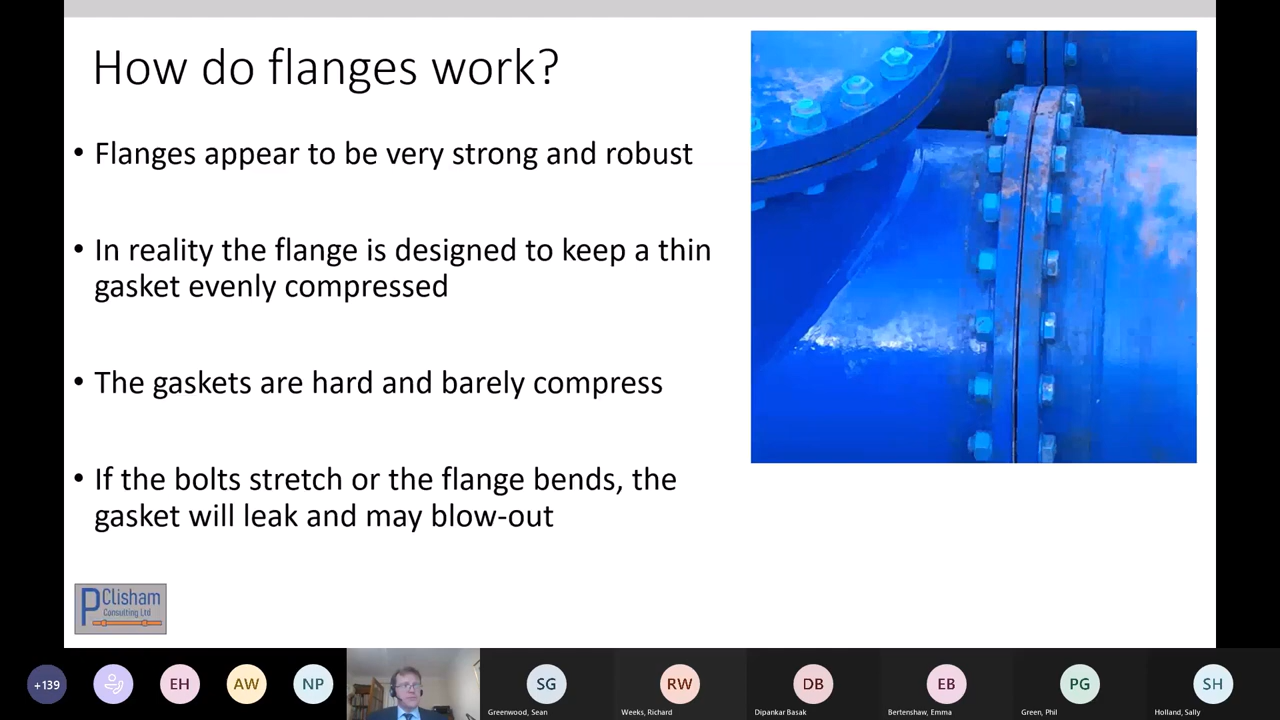 How do flanges work?
• Flanges appear to be very strong and robust
• In reality the flange is designed to keep a thin
gasket evenly compressed
• The gaskets are hard and barely compress
• If the bolts stretch or the flange bends, the
gasket will leak and may blow-out
P Clisham
Consulting Ltd
+139
EH
AW
NP
SG
Greenwood, Sean
RW
Weeks, Richard
DB
Dipankar Basak
EB
Bertenshaw, Emma
PG
Green, Phil
SH
Holland, Sally